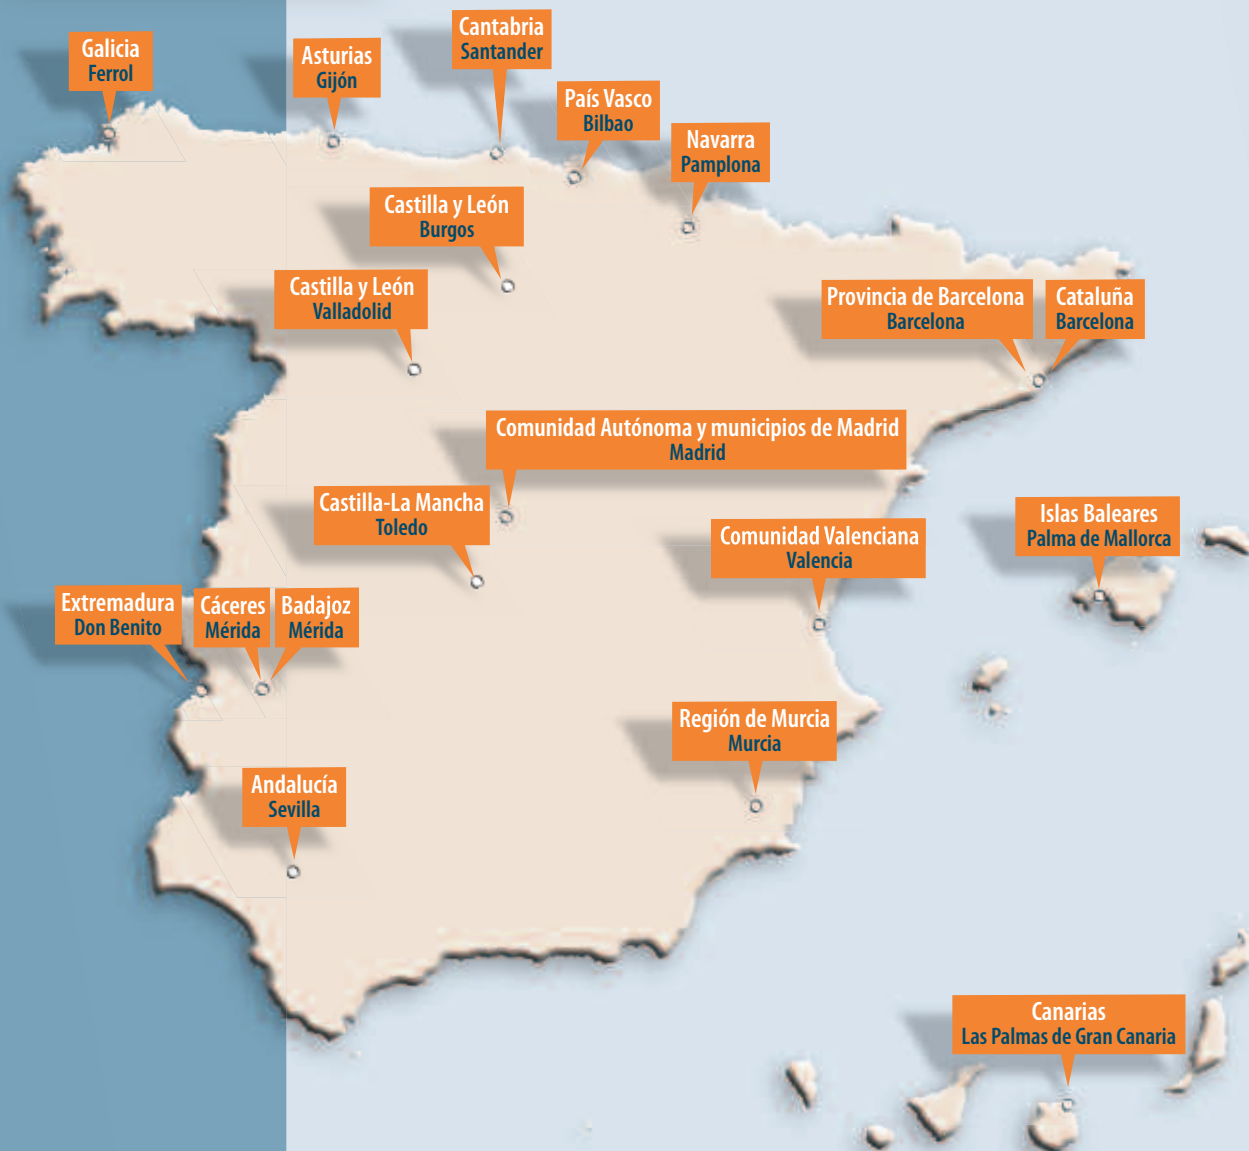 Galicia
Ferrol
Asturias
Gijón
Cantabria
Santander
País Vasco
Bilbao
Navarra
Pamplona
Castilla y León
Burgos
Castilla y León
Valladolid
Provincia de Barcelona
Barcelona
Cataluña
Barcelona
Comunidad Autónoma y municipios de Madrid
Madrid
Castilla-La Mancha
Toledo
Comunidad Valenciana
Valencia
Islas Baleares
Palma de Mallorca
Extremadura
Don Benito
Cáceres
Mérida
Badajoz
Mérida
Región de Murcia
Murcia
Andalucía
Sevilla
Canarias
Las Palmas de Gran Canaria